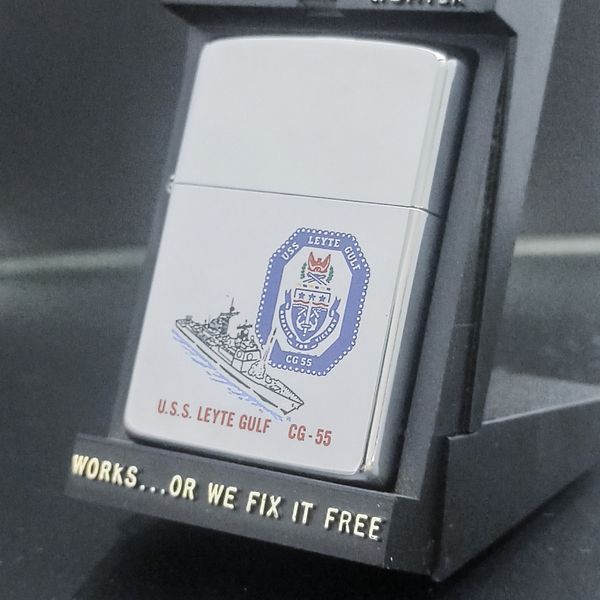 USS LEYTE GULF
CG 55
U.S.S. LEYTE GULF CG-55
WORKS...OR WE FIX IT FREE